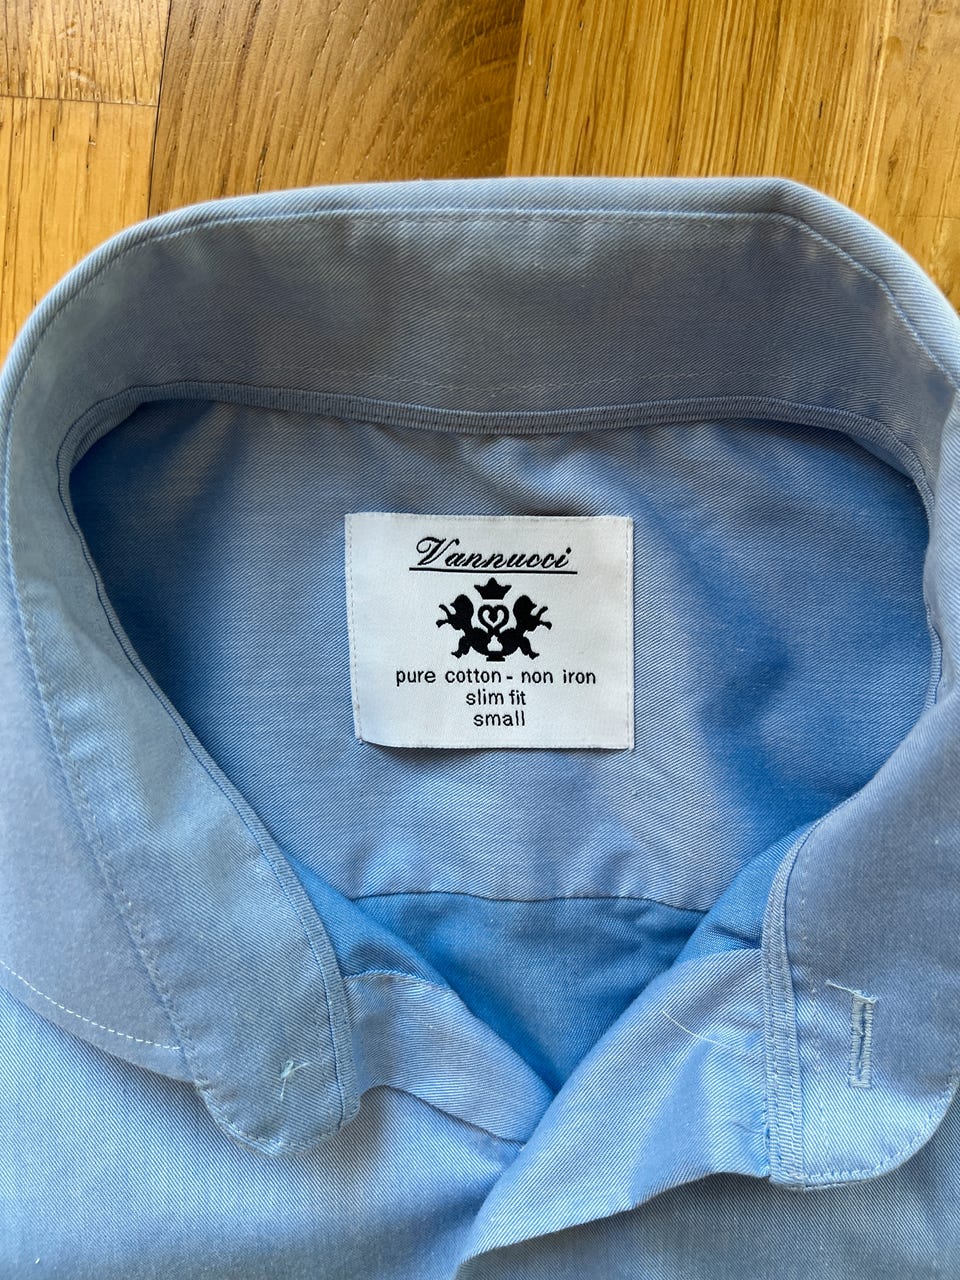 Vannucci
pure cotton - non iron
slim fit
small